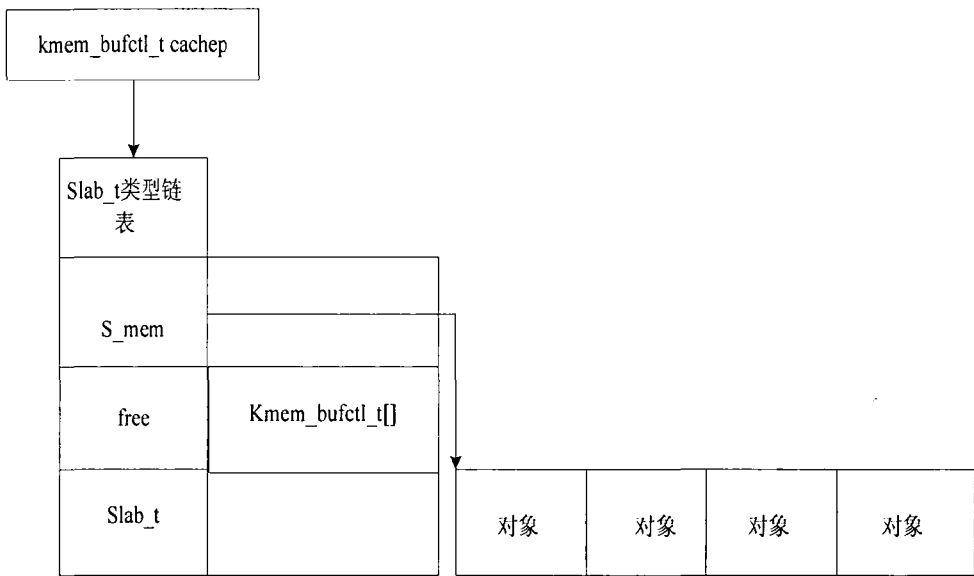 kmem_bufctl_t cachep
Slab_t类型链
表
S_mem
free
Kmem_bufctl_t[]
Slab_t
对象
对象
对象
对象